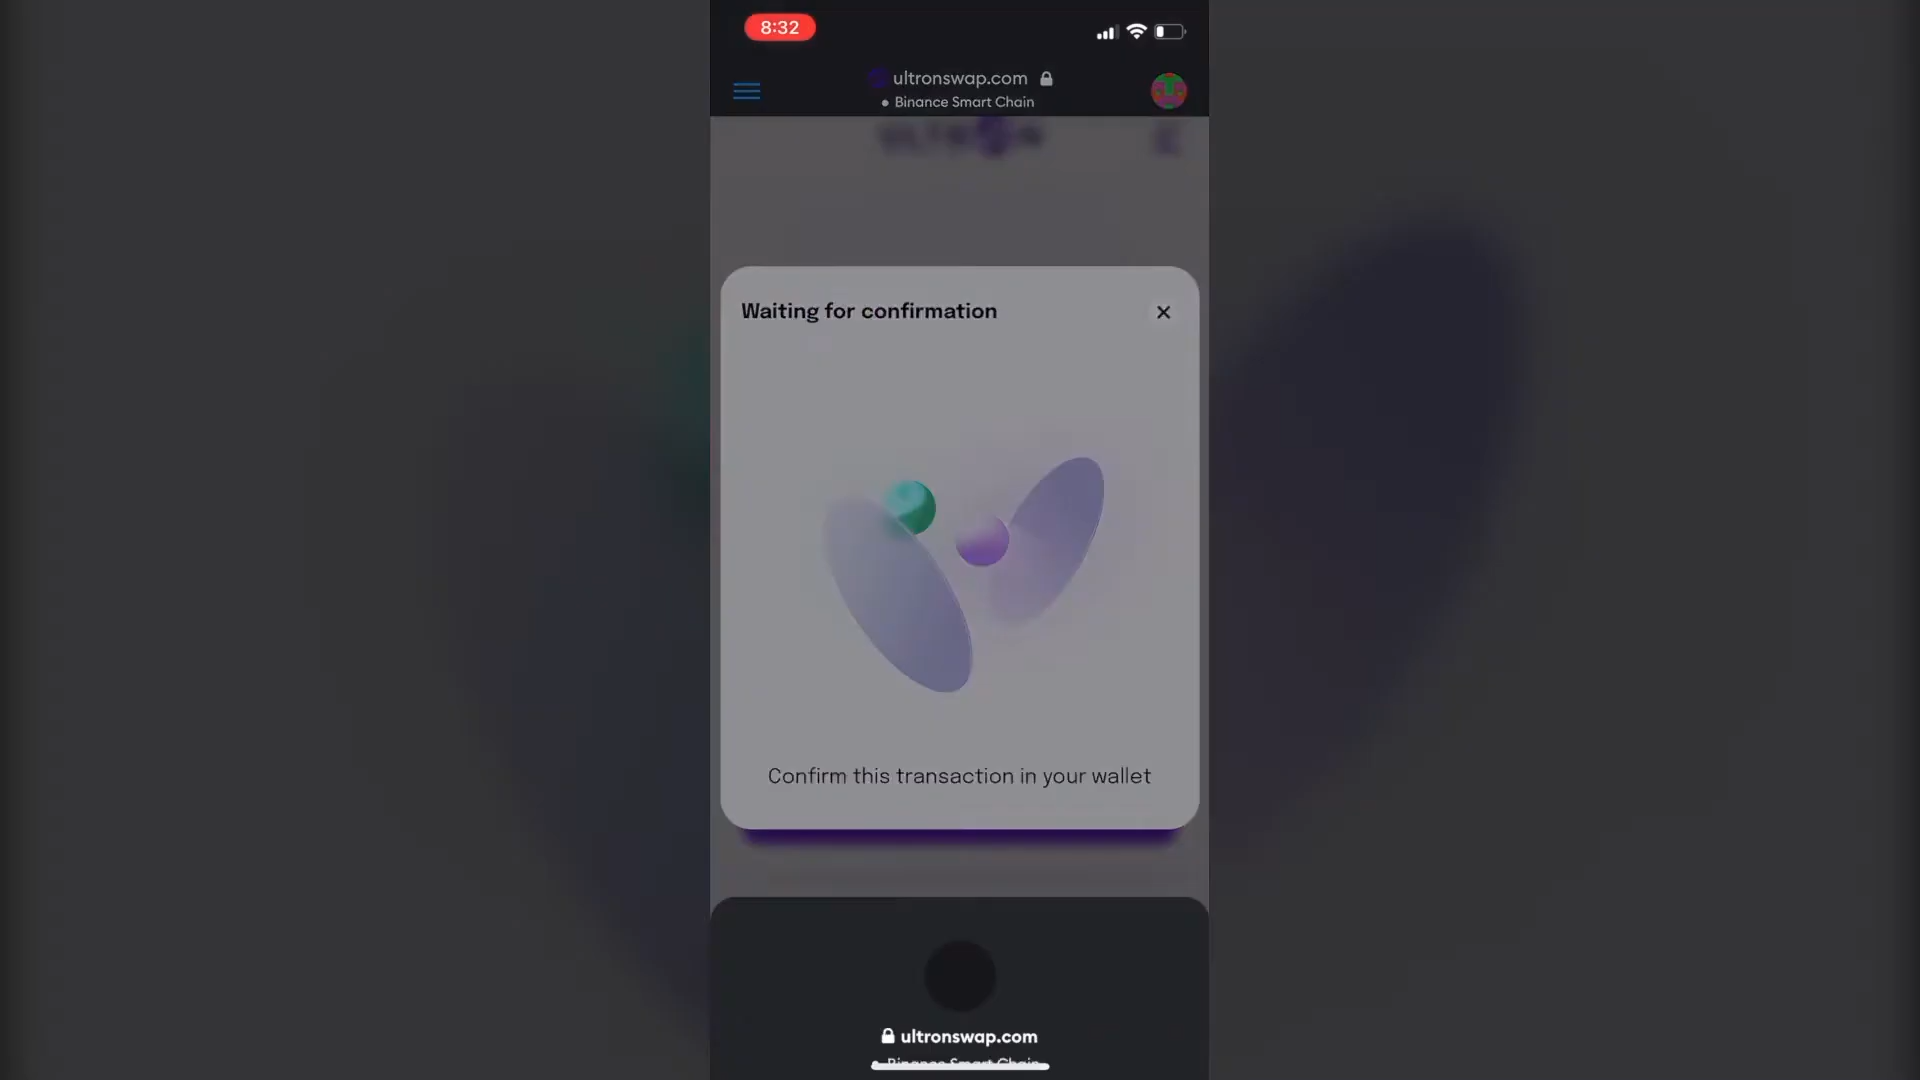 8:32
ultronswap.com
Binance Smart Chain
Waiting for confirmation
Confirm this transaction in your wallet
ultronswap.com
Binance Smart Chain